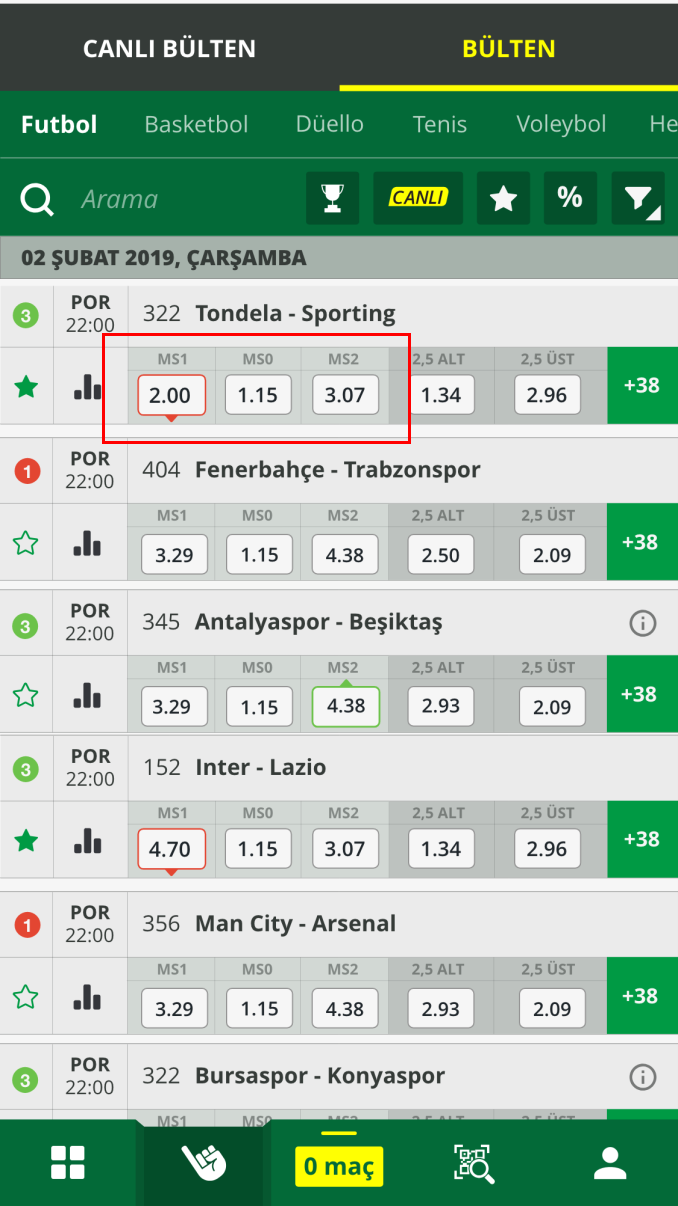 CANLI BÜLTEN BÜLTEN
Futbol Basketbol Düello Tenis Voleybol He
Arama CANLI %
02 ŞUBAT 2019, ÇARŞAMBA
3 POR 22:00 322 Tondela - Sporting
MS1 MS0 MS2 2,5 ALT 2,5 ÜST
2.00 1.15 3.07 1.34 2.96 +38
1 POR 22:00 404 Fenerbahçe - Trabzonspor
MS1 MS0 MS2 2,5 ALT 2,5 ÜST
3.29 1.15 4.38 2.50 2.09 +38
3 POR 22:00 345 Antalyaspor - Beşiktaş
MS1 MS0 MS2 2,5 ALT 2,5 ÜST
3.29 1.15 4.38 2.93 2.09 +38
3 POR 22:00 152 Inter - Lazio
MS1 MS0 MS2 2,5 ALT 2,5 ÜST
4.70 1.15 3.07 1.34 2.96 +38
1 POR 22:00 356 Man City - Arsenal
MS1 MS0 MS2 2,5 ALT 2,5 ÜST
3.29 1.15 4.38 2.93 2.09 +38
3 POR 22:00 322 Bursaspor - Konyaspor
MS1 MS0 MS2 2,5 ALT 2,5 ÜST
0 maç